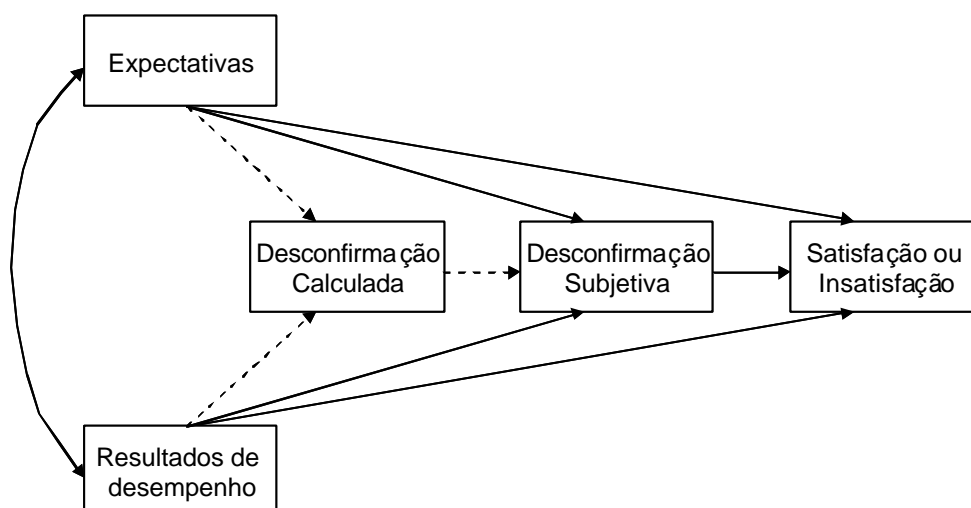 Expectativas
Desconfirmação
Calculada
Desconfirmação
Subjetiva
Satisfação ou
Insatisfação
Resultados de
desempenho